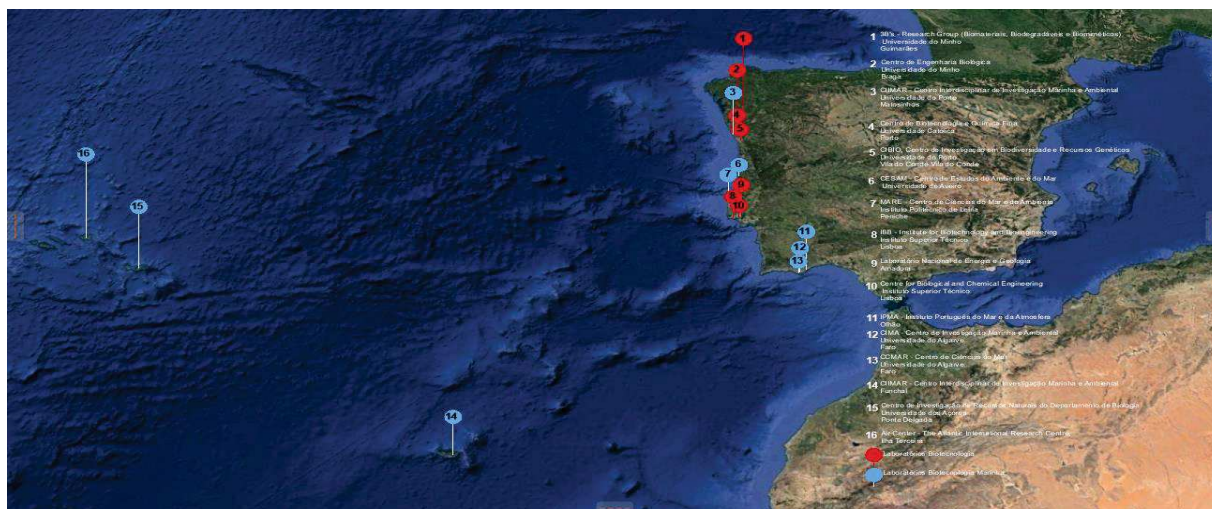 1
2
3
4
5
6
7
8
9
10
11
12
13
14
15
16
1 3B's - Research Group (Biomateriais, Biodegradáveis e Biomiméticos)
Universidade do Minho
Guimarães
2 Centro de Engenharia Biológica
Universidade do Minho
Braga
3 CIIMAR - Centro Interdisciplinar de Investigação Marinha e Ambiental
Universidade do Porto
Matosinhos
4 Centro de Biotecnologia e Química Fina
Universidade Católica
Porto
5 CIBIO, Centro de Investigação em Biodiversidade e Recursos Genéticos
Universidade do Porto
Vila do Conde Vila do Conde
6 CESAM - Centro de Estudos do Ambiente e do Mar
Universidade de Aveiro
7 MARE - Centro de Ciências do Mar e do Ambiente
Instituto Politécnico de Leiria
Peniche
8 IBB - Institute for Biotechnology and Bioengineering
Instituto Superior Técnico
Lisboa
9 Laboratório Nacional de Energia e Geologia
Amadora
10 Centre for Biological and Chemical Engineering
Instituto Superior Técnico
Lisboa
11 IPMA - Instituto Português do Mar e da Atmosfera
Olhão
12 CIMA - Centro de Investigação Marinha e Ambiental
Universidade do Algarve
Faro
13 CCMAR - Centro de Ciências do Mar
Universidade do Algarve
Faro
14 CIIMAR - Centro Interdisciplinar de Investigação Marinha e Ambiental
Funchal
15 Centro de Investigação de Recursos Naturais do Departamento de Biologia
Universidade dos Açores
Ponta Delgada
16 Air Center - The Atlantic International Research Centre
Ilha Terceira
Laboratórios Biotecnologia
Laboratórios Biotecnologia Marinha